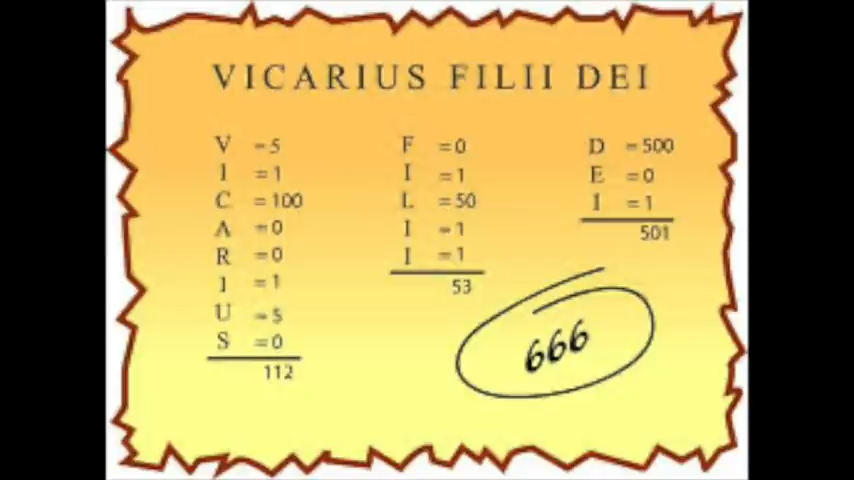 VICARIUS FILII DEI
V = 5
I = 1
C = 100
A = 0
R = 0
I = 1
U = 5
S = 0
112
F = 0
I = 1
L = 50
I = 1
I = 1
53
D = 500
E = 0
I = 1
501
666